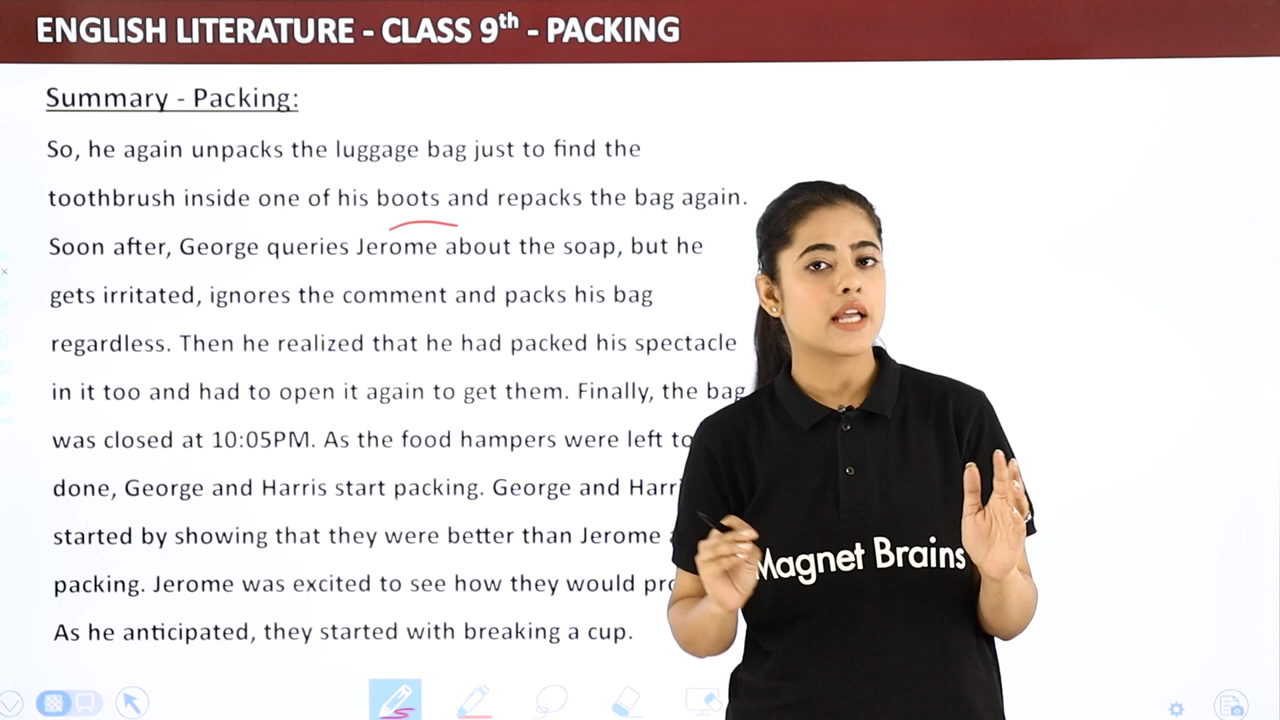 ENGLISH LITERATURE - CLASS 9th - PACKING
Summary - Packing:
So, he again unpacks the luggage bag just to find the
toothbrush inside one of his boots and repacks the bag again.
Soon after, George queries Jerome about the soap, but he
gets irritated, ignores the comment and packs his bag
regardless. Then he realized that he had packed his spectacle
in it too and had to open it again to get them. Finally, the bag
was closed at 10:05PM. As the food hampers were left to
done, George and Harris start packing. George and
started by showing that they were better than Jerome
packing. Jerome was excited to see how they would
As he anticipated, they started with breaking a cup.
Magnet Brains